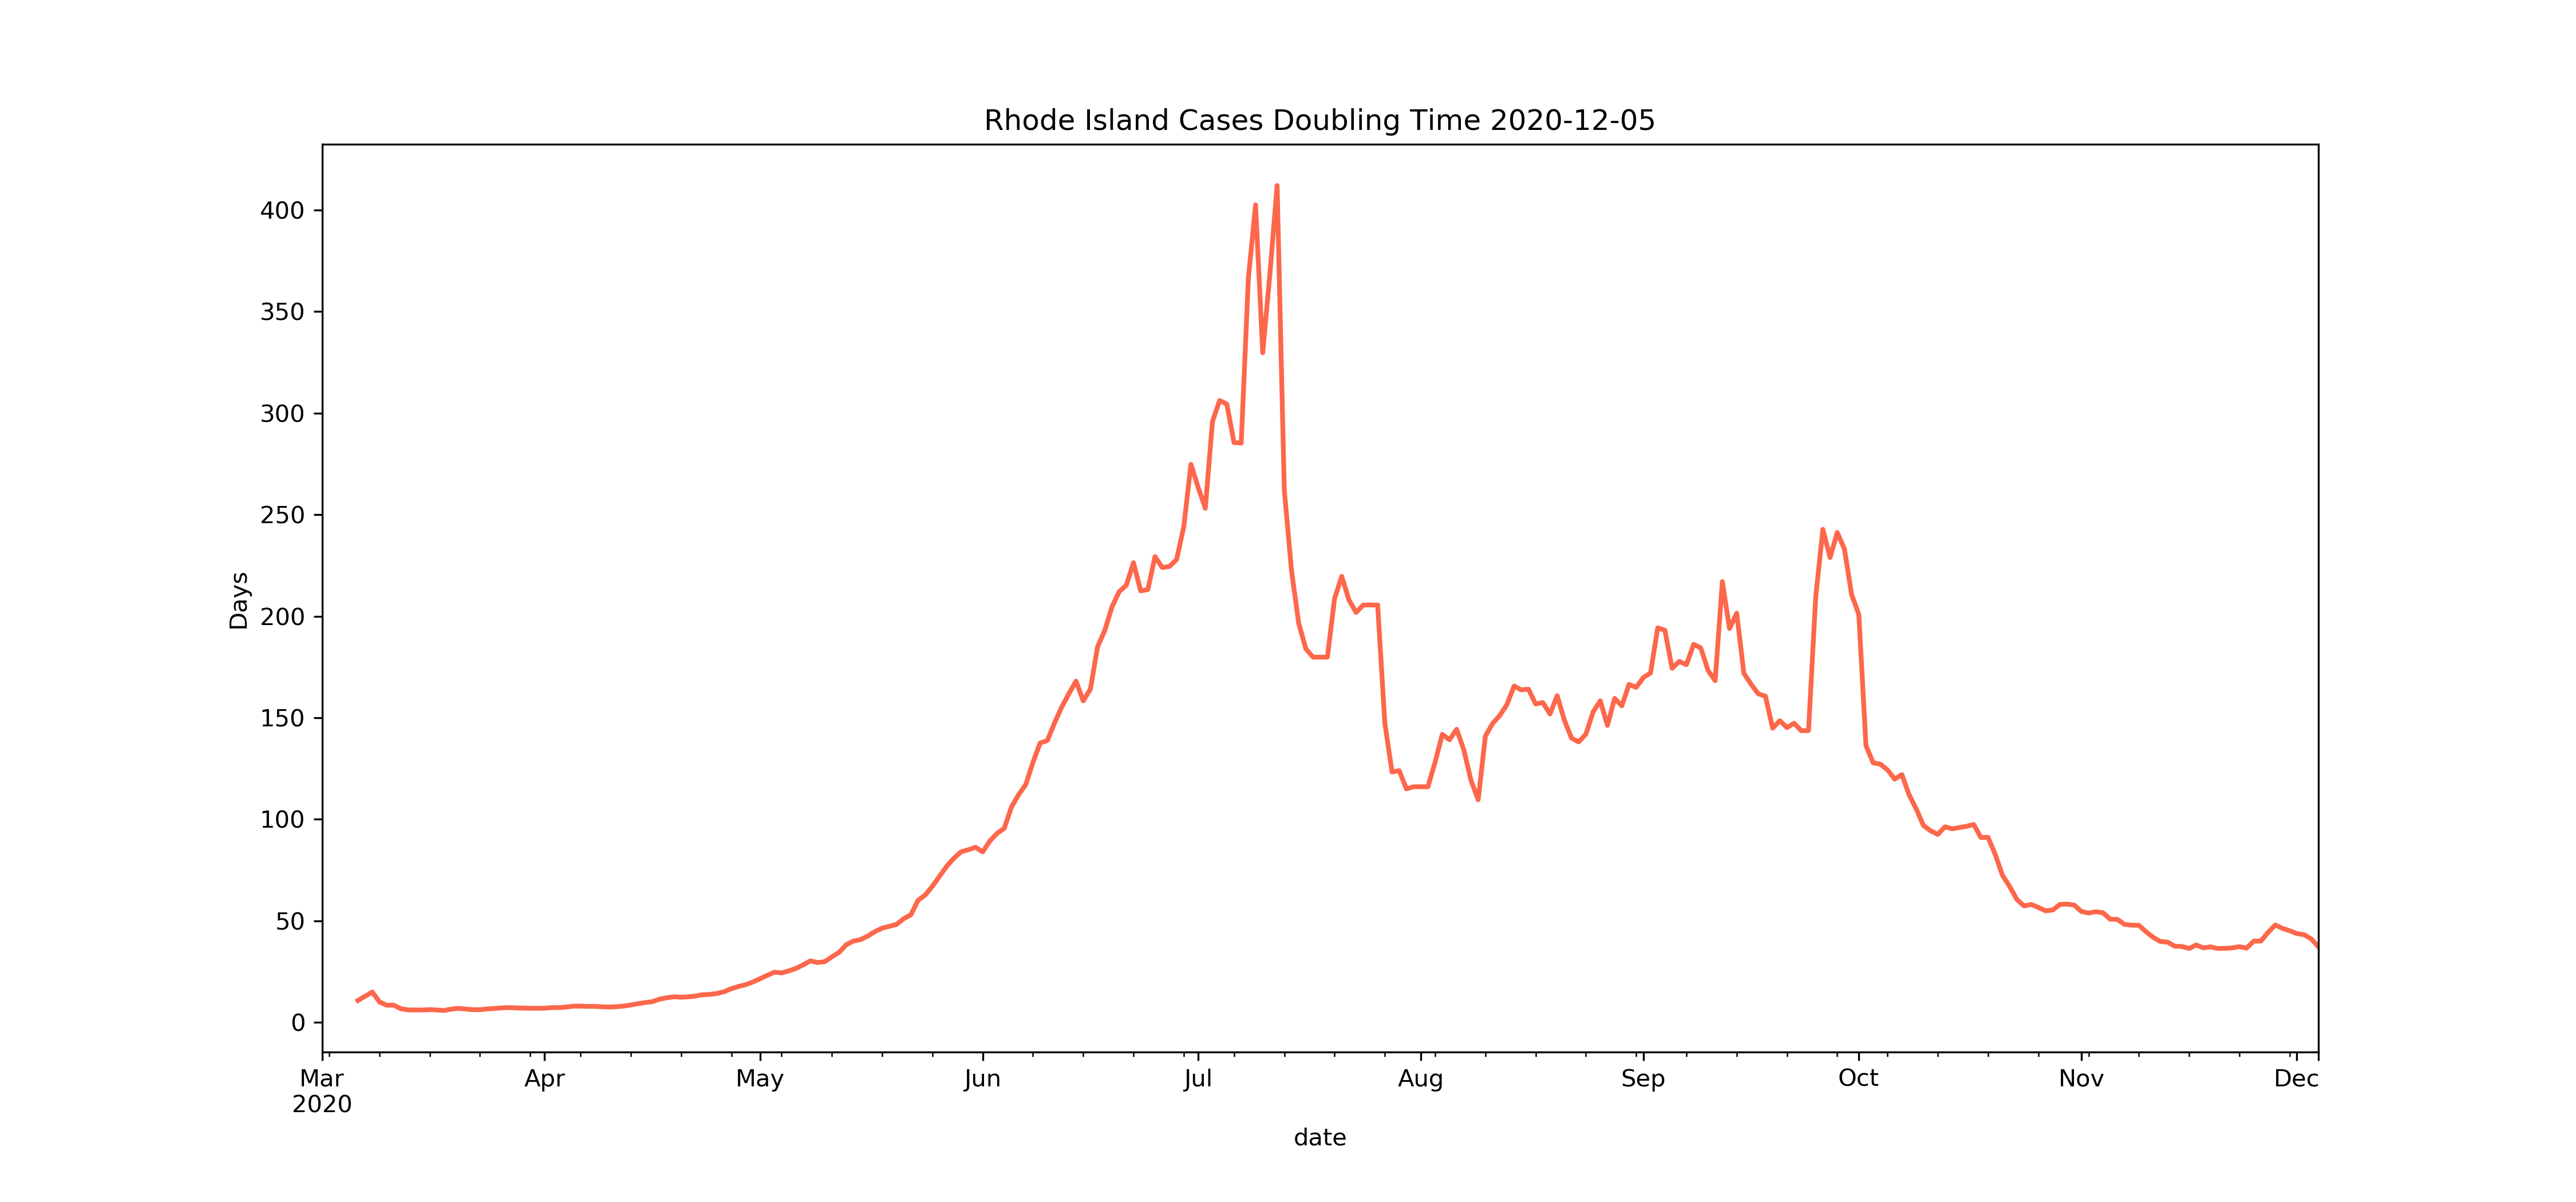 Rhode Island Cases Doubling Time 2020-12-05
400
350
300
250
200
150
100
50
0
Days
Mar Apr May Jun Jul Aug Sep Oct Nov Dec
2020
date